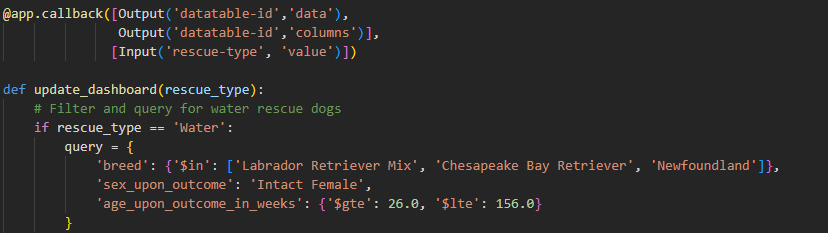 @app.callback([Output('datatable-id','data'),
Output('datatable-id','columns')],
[Input('rescue-type', 'value')])
def update_dashboard(rescue_type):
# Filter and query for water rescue dogs
if rescue_type == 'Water':
query = {
'breed': {'$in': ['Labrador Retriever Mix', 'Chesapeake Bay Retriever', 'Newfoundland']},
'sex_upon_outcome': 'Intact Female',
'age_upon_outcome_in_weeks': {'$gte': 26.0, '$lte': 156.0}
}